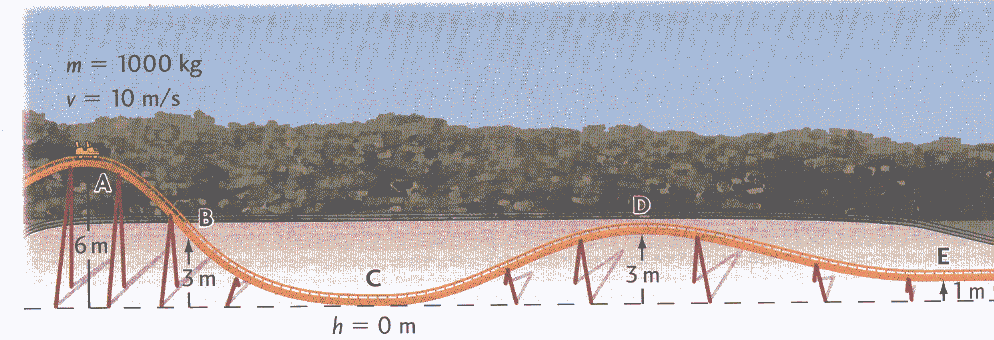 m = 1000 kg
v = 10 m/s
A
B
D
6 m
3 m
C
3 m
E
1 m
h = 0 m